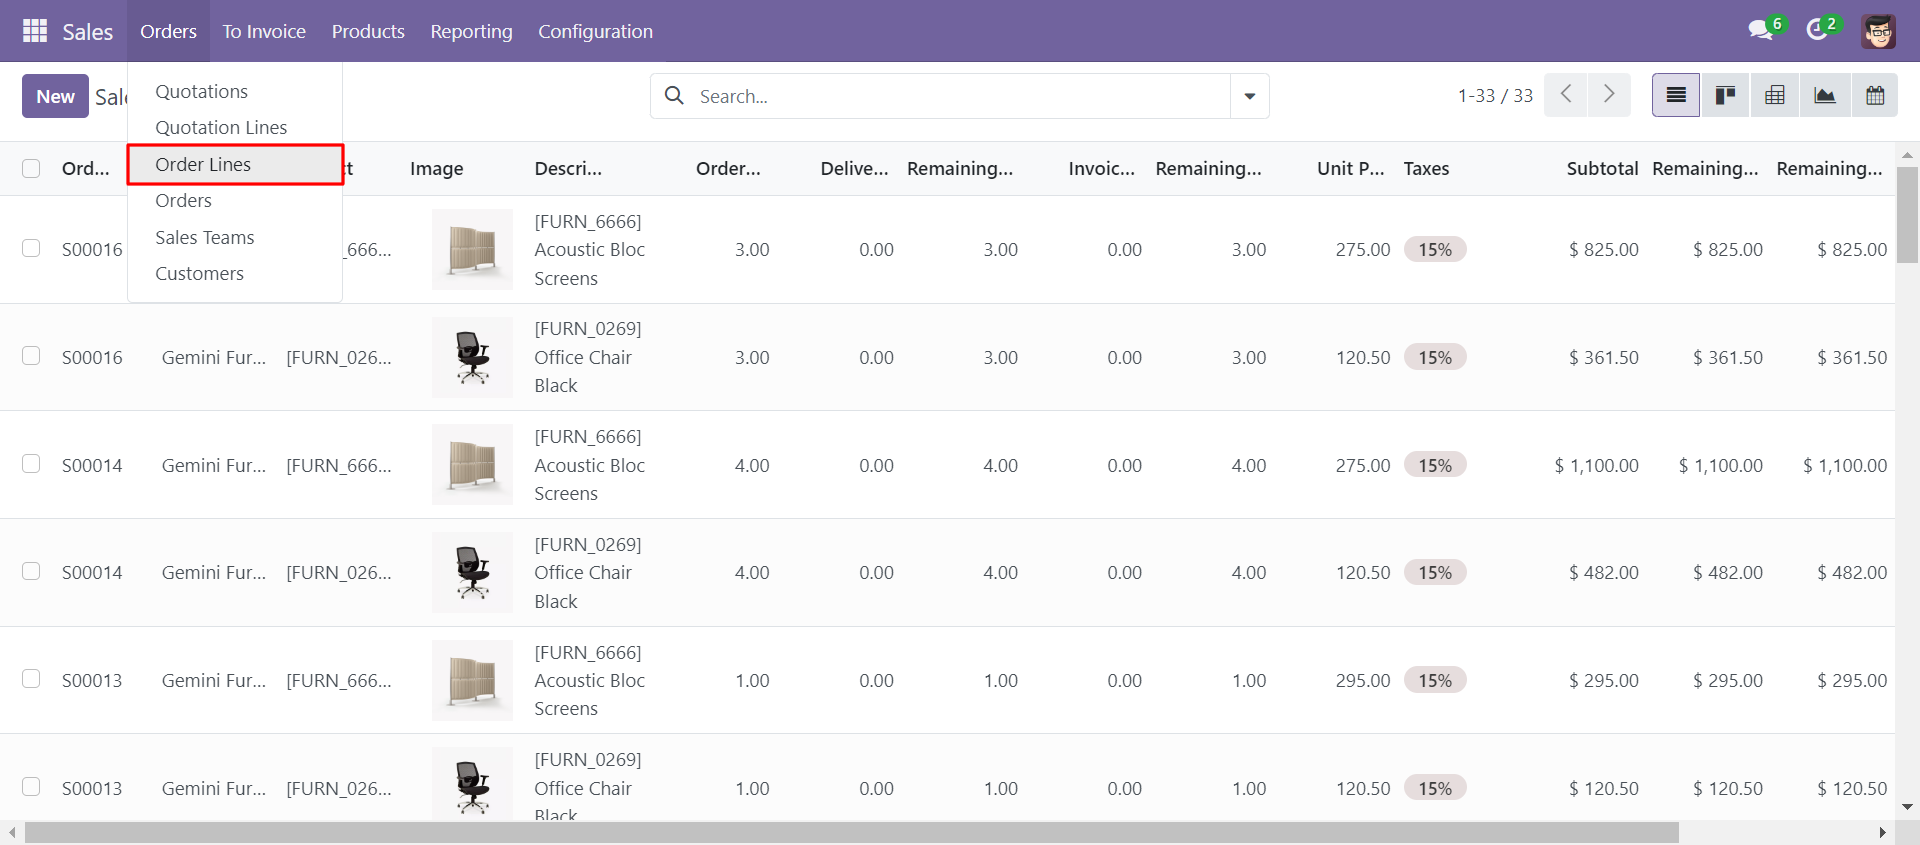 Sales Orders To Invoice Products Reporting Configuration 6 2
New Sale
Search...
1-33 / 33
Quotations
Quotation Lines
Order Lines
Orders
Sales Teams
Customers
Ord... t Image Descri... Order... Delive... Remaining... Invoic... Remaining... Unit P... Taxes Subtotal Remaining... Remaining...
S00016 _666... [FURN_6666] Acoustic Bloc Screens 3.00 0.00 3.00 0.00 3.00 275.00 15% $ 825.00 $ 825.00 $ 825.00
S00016 Gemini Fur... [FURN_026... [FURN_0269] Office Chair Black 3.00 0.00 3.00 0.00 3.00 120.50 15% $ 361.50 $ 361.50 $ 361.50
S00014 Gemini Fur... [FURN_666... [FURN_6666] Acoustic Bloc Screens 4.00 0.00 4.00 0.00 4.00 275.00 15% $ 1,100.00 $ 1,100.00 $ 1,100.00
S00014 Gemini Fur... [FURN_026... [FURN_0269] Office Chair Black 4.00 0.00 4.00 0.00 4.00 120.50 15% $ 482.00 $ 482.00 $ 482.00
S00013 Gemini Fur... [FURN_666... [FURN_6666] Acoustic Bloc Screens 1.00 0.00 1.00 0.00 1.00 295.00 15% $ 295.00 $ 295.00 $ 295.00
S00013 Gemini Fur... [FURN_026... [FURN_0269] Office Chair Black 1.00 0.00 1.00 0.00 1.00 120.50 15% $ 120.50 $ 120.50 $ 120.50